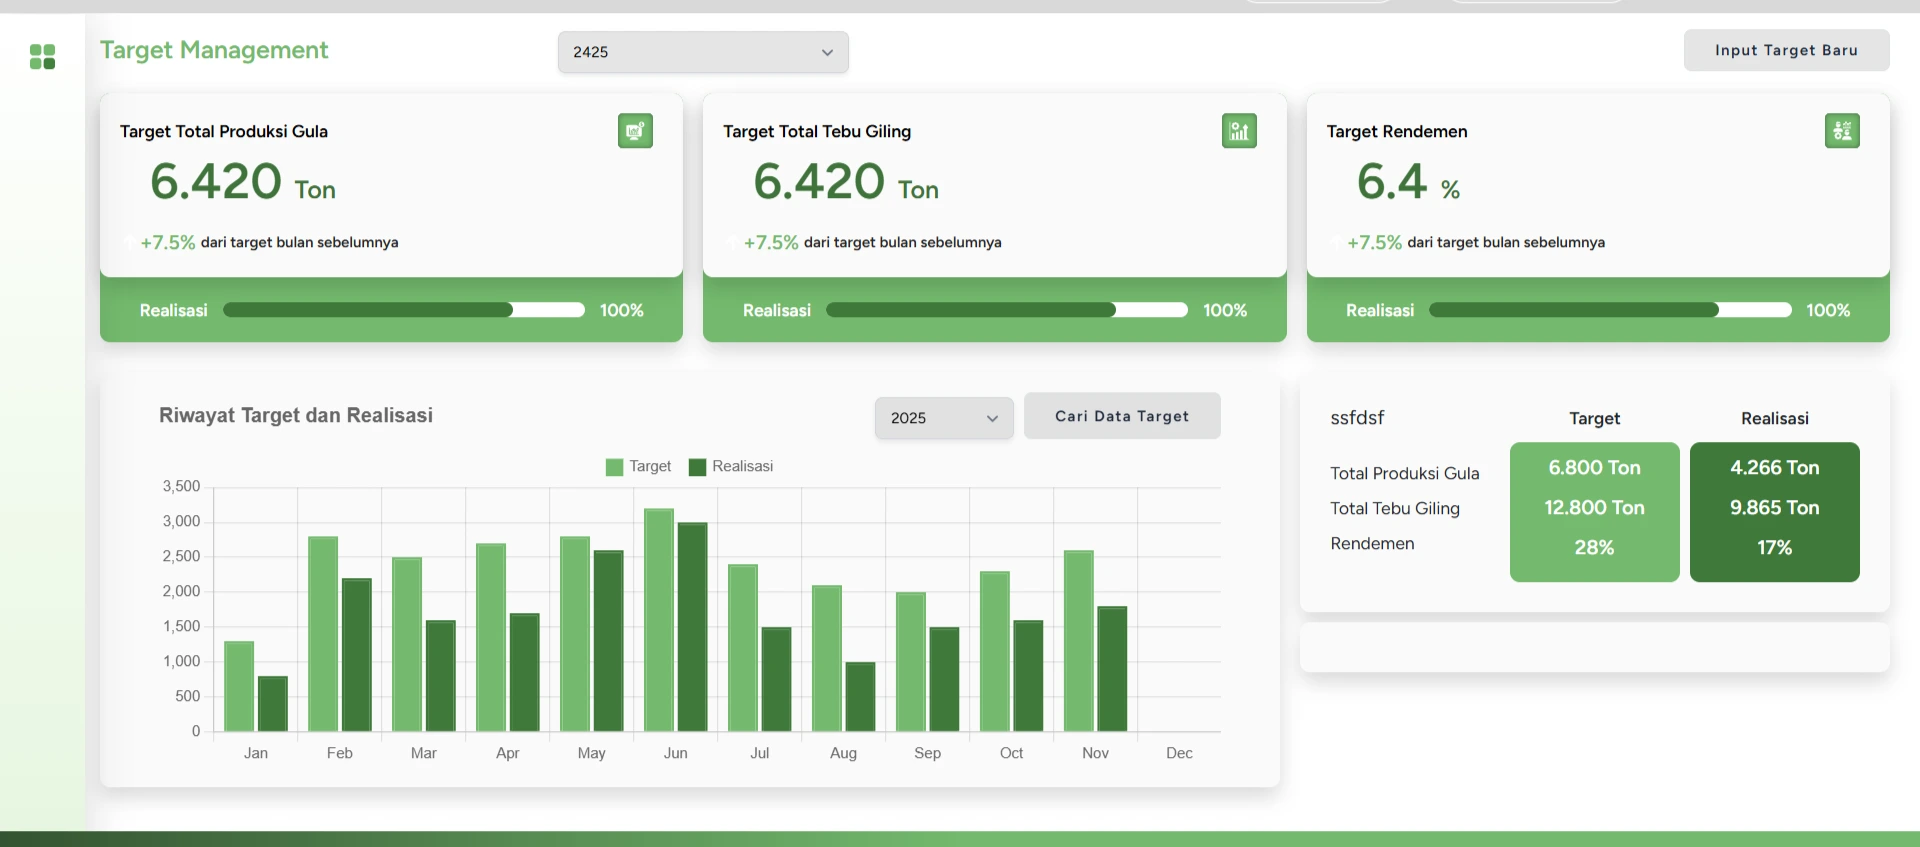 Target Management
2425
Input Target Baru
Target Total Produksi Gula
6.420 Ton
+7.5% dari target bulan sebelumnya
Realisasi 100%
Target Total Tebu Giling
6.420 Ton
+7.5% dari target bulan sebelumnya
Realisasi 100%
Target Rendemen
6.4 %
+7.5% dari target bulan sebelumnya
Realisasi 100%
Riwayat Target dan Realisasi
2025
Cari Data Target
Target Realisasi
3,500
3,000
2,500
2,000
1,500
1,000
500
0
Jan Feb Mar Apr May Jun Jul Aug Sep Oct Nov Dec
ssfdsf Target Realisasi
Total Produksi Gula 6.800 Ton 4.266 Ton
Total Tebu Giling 12.800 Ton 9.865 Ton
Rendemen 28% 17%